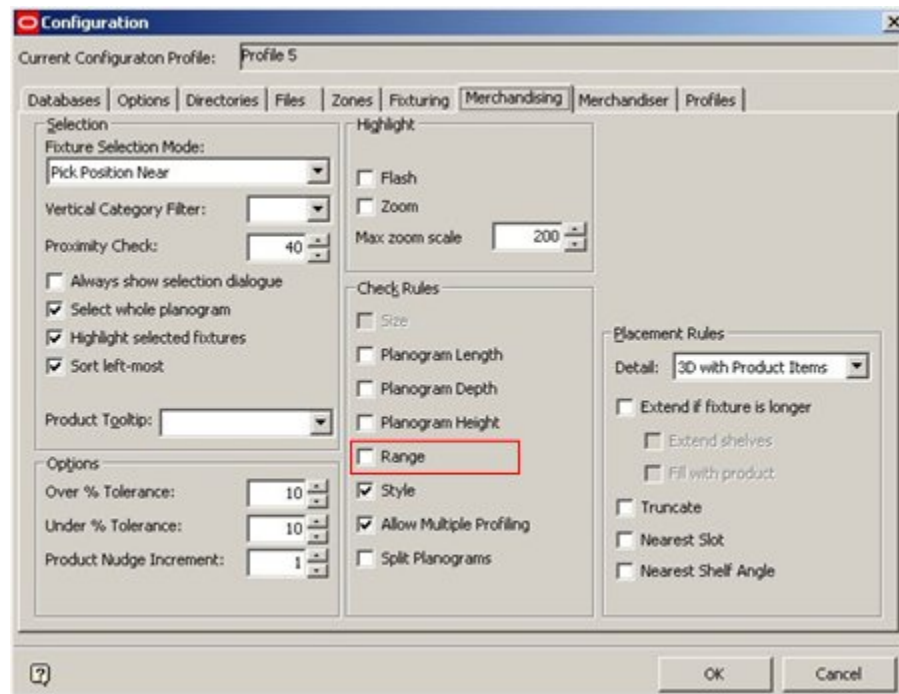 Configuration
Current Configuraton Profile: Profile 5
Databases Options Directories Files Zones Fixturing Merchandising Merchandiser Profiles
Selection
Fixture Selection Mode:
Pick Position Near
Vertical Category Filter:
Proximity Check: 40
Always show selection dialogue
Select whole planogram
Highlight selected fixtures
Sort left-most
Product Tooltip:
Options
Over % Tolerance: 10
Under % Tolerance: 10
Product Nudge Increment: 1
Highlight
Flash
Zoom
Max zoom scale 200
Check Rules
Size
Planogram Length
Planogram Depth
Planogram Height
Range
Style
Allow Multiple Profiling
Split Planograms
Placement Rules
Detail: 3D with Product Items
Extend if fixture is longer
Extend shelves
Fill with product
Truncate
Nearest Slot
Nearest Shelf Angle
OK Cancel